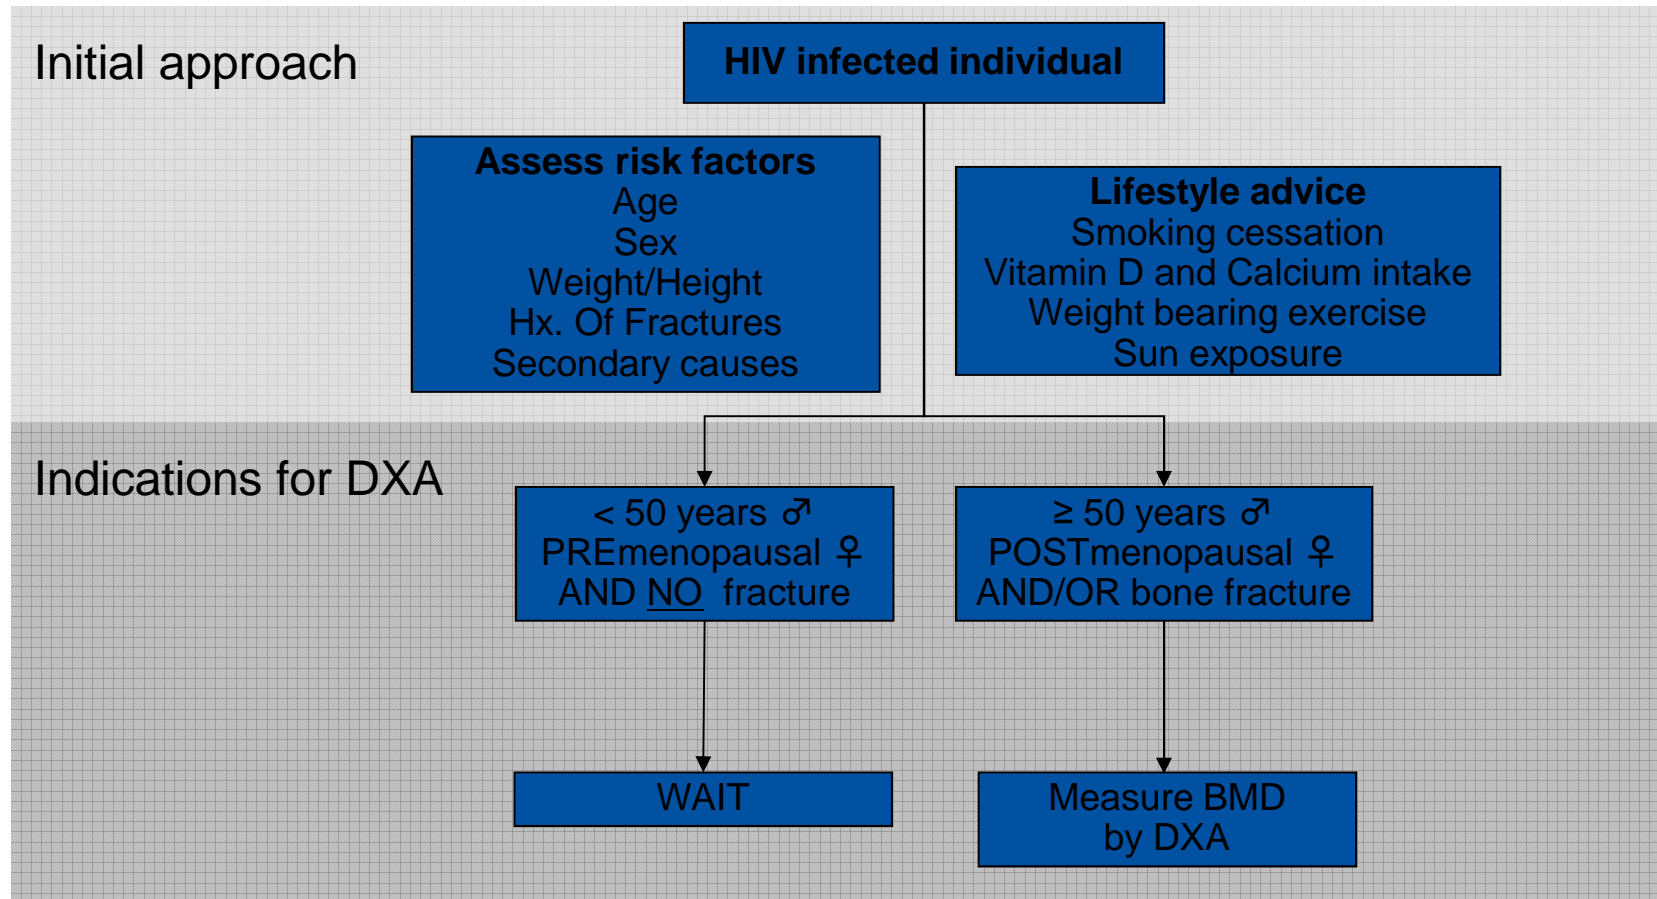 Initial approach
HIV infected individual
Assess risk factors
Age
Sex
Weight/Height
Hx. Of Fractures
Secondary causes
Lifestyle advice
Smoking cessation
Vitamin D and Calcium intake
Weight bearing exercise
Sun exposure
Indications for DXA
< 50 years ♂
PREmenopausal ♀
AND NO fracture
≥ 50 years ♂
POSTmenopausal ♀
AND/OR bone fracture
WAIT
Measure BMD
by DXA